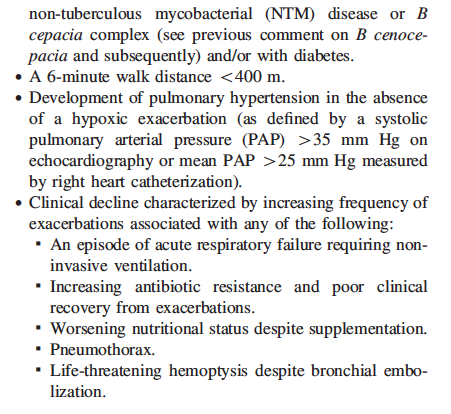 non-tuberculous mycobacterial (NTM) disease or B
cepacia complex (see previous comment on B cenoce-
pacia and subsequently) and/or with diabetes.
• A 6-minute walk distance <400 m.
• Development of pulmonary hypertension in the absence
of a hypoxic exacerbation (as defined by a systolic
pulmonary arterial pressure (PAP) >35 mm Hg on
echocardiography or mean PAP >25 mm Hg measured
by right heart catheterization).
• Clinical decline characterized by increasing frequency of
exacerbations associated with any of the following:
▪ An episode of acute respiratory failure requiring non-
invasive ventilation.
▪ Increasing antibiotic resistance and poor clinical
recovery from exacerbations.
▪ Worsening nutritional status despite supplementation.
▪ Pneumothorax.
▪ Life-threatening hemoptysis despite bronchial embo-
lization.